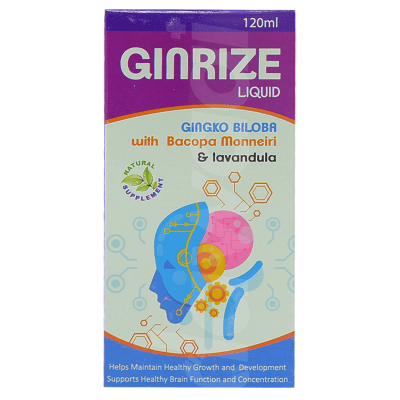 120ml
GINRIZE
LIQUID
GINGKO BILOBA
with Bacopa Monneiri
& lavandula
NATURAL
SUPPLEMENT
Helps Maintain Healthy Growth and Development
Supports Healthy Brain Function and Concentration.